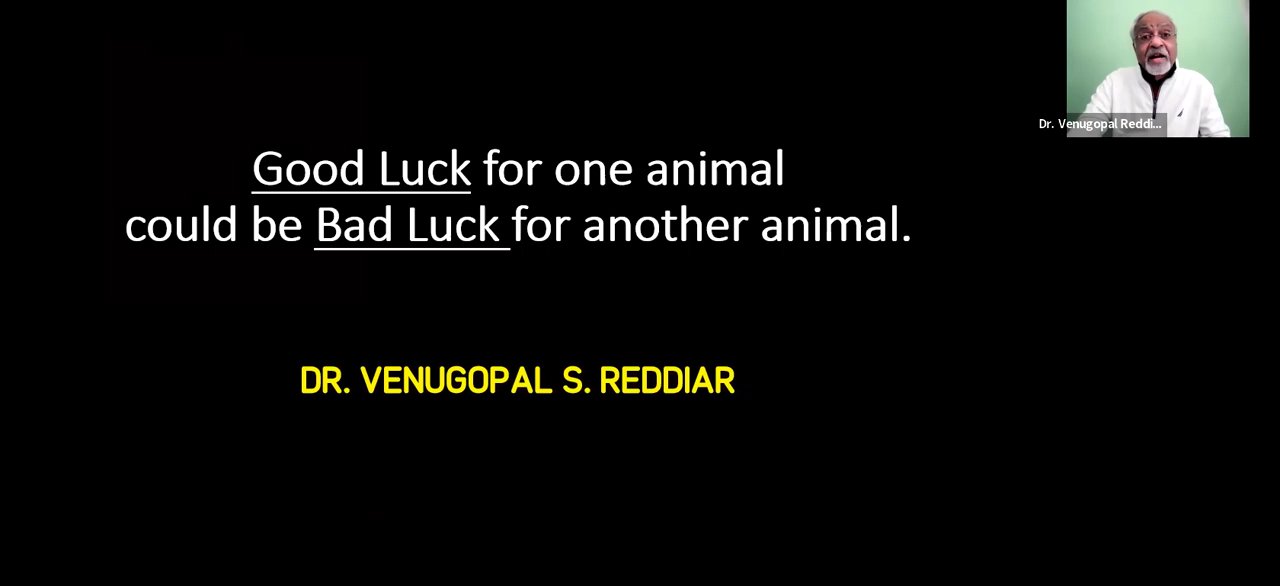 Good Luck for one animal
could be Bad Luck for another animal.
DR. VENUGOPAL S. REDDIAR
Dr. Venugopal Reddi...